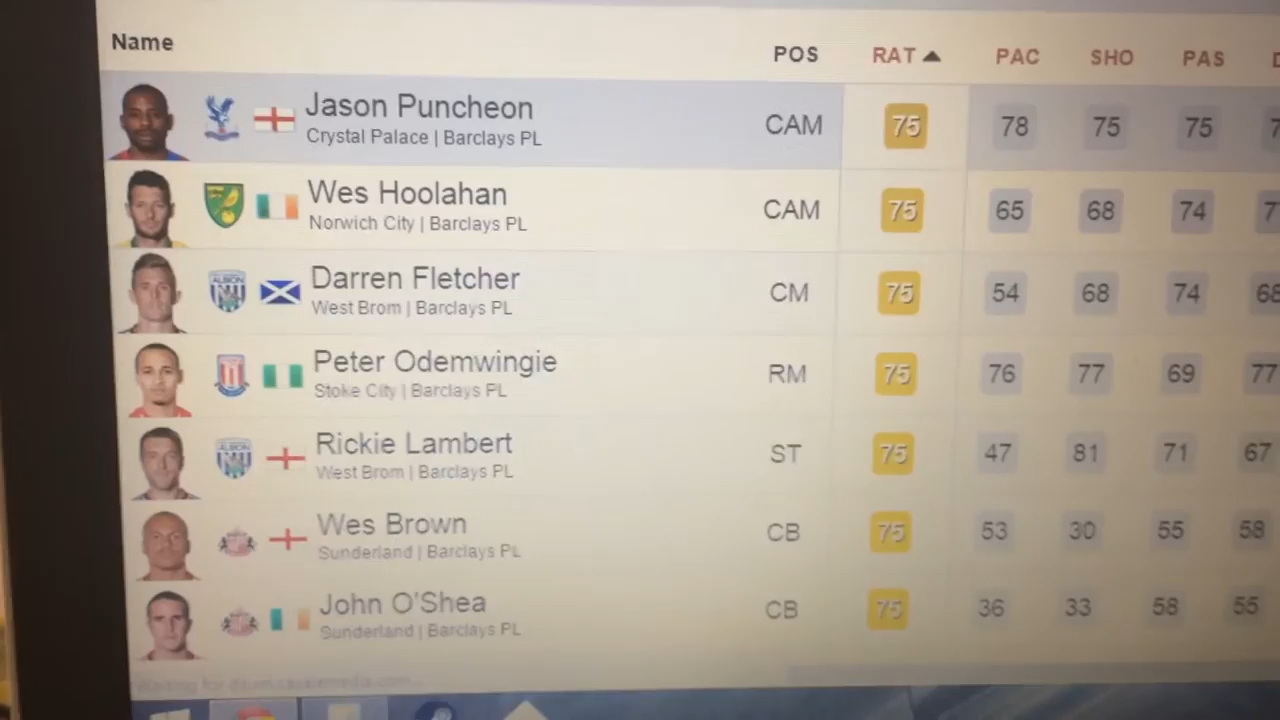 Name POS RAT PAC SHO PAS
Jason Puncheon CAM 75 78 75 75
Crystal Palace | Barclays PL
Wes Hoolahan CAM 75 65 68 74
Norwich City | Barclays PL
Darren Fletcher CM 75 54 68 74 68
West Brom | Barclays PL
Peter Odemwingie RM 75 76 77 69 77
Stoke City | Barclays PL
Rickie Lambert ST 75 47 81 71 67
West Brom | Barclays PL
Wes Brown CB 75 53 30 55 58
Sunderland | Barclays PL
John O'Shea CB 75 36 33 58 55
Sunderland | Barclays PL
Waiting for